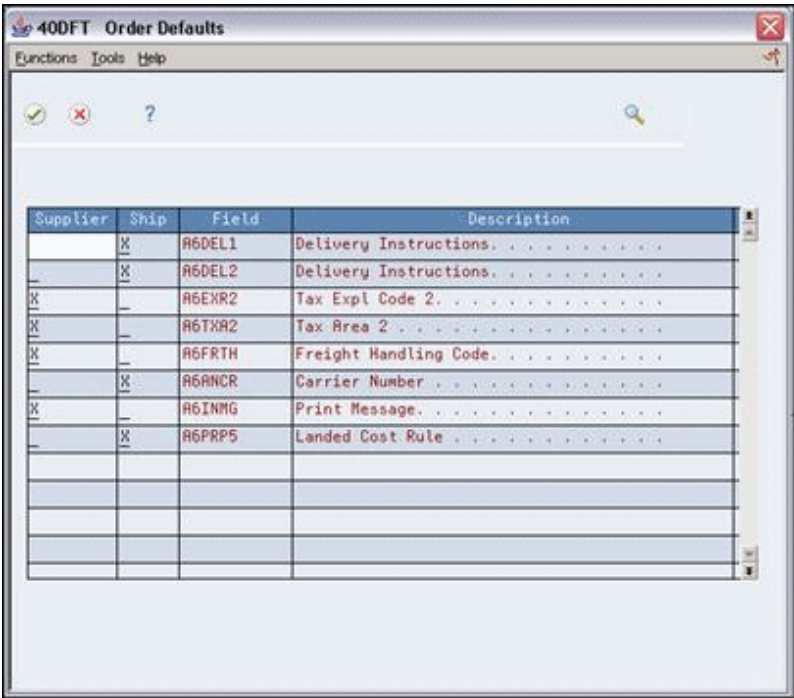 40DFT Order Defaults
Functions Tools Help
?
Supplier Ship Field Description
X A6DEL1 Delivery Instructions. . . . . . . . . .
_ X A6DEL2 Delivery Instructions. . . . . . . . . .
X _ A6EXR2 Tax Expl Code 2. . . . . . . . . . . . .
X _ A6TXA2 Tax Area 2 . . . . . . . . . . . . . . .
X _ A6FRTH Freight Handling Code. . . . . . . . . .
_ X A6ANCR Carrier Number . . . . . . . . . . . . .
X _ A6INMG Print Message. . . . . . . . . . . . . .
_ X A6PRP5 Landed Cost Rule . . . . . . . . . . . .